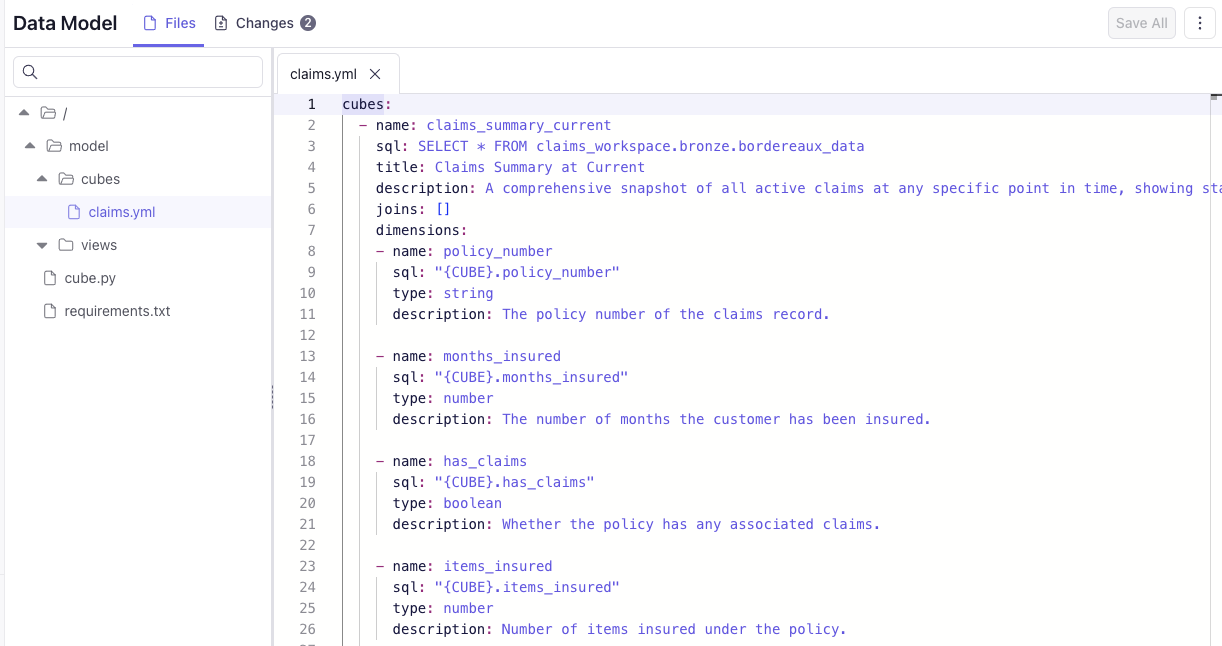 Data Model
Files
Changes 2
Save All
/
model
cubes
claims.yml
views
cube.py
requirements.txt
claims.yml
1 cubes:
2 - name: claims_summary_current
3 sql: SELECT * FROM claims_workspace.bronze.bordereaux_data
4 title: Claims Summary at Current
5 description: A comprehensive snapshot of all active claims at any specific point in time, showing
6 joins: []
7 dimensions:
8 - name: policy_number
9 sql: "{CUBE}.policy_number"
10 type: string
11 description: The policy number of the claims record.
12
13 - name: months_insured
14 sql: "{CUBE}.months_insured"
15 type: number
16 description: The number of months the customer has been insured.
17
18 - name: has_claims
19 sql: "{CUBE}.has_claims"
20 type: boolean
21 description: Whether the policy has any associated claims.
22
23 - name: items_insured
24 sql: "{CUBE}.items_insured"
25 type: number
26 description: Number of items insured under the policy.